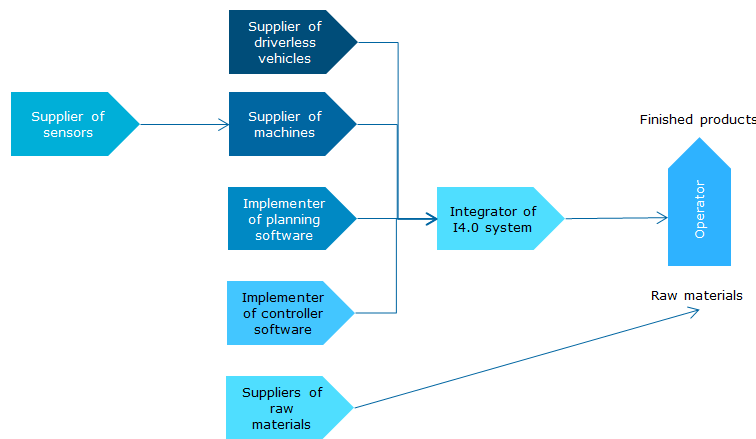 Supplier of
driverless
vehicles
Supplier of
sensors
Supplier of
machines
Finished products
Implementer
of planning
software
Integrator of
I4.0 system
Operator
Implementer
of controller
software
Raw materials
Suppliers of
raw
materials